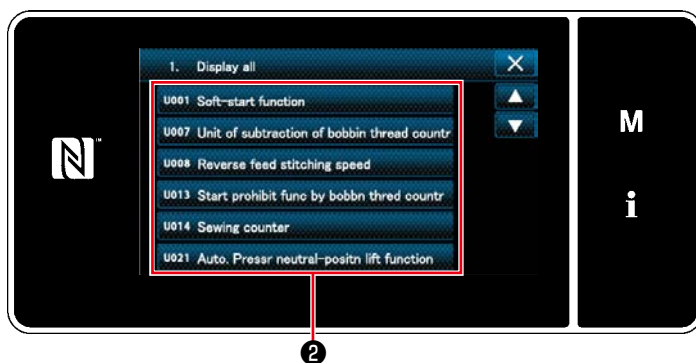 1. Display all
U001 Soft-start function
U007 Unit of subtraction of bobbin thread countr
U008 Reverse feed stitching speed
U013 Start prohibit func by bobbn thred countr
U014 Sewing counter
U021 Auto. Pressr neutral-positn lift function
M
i
N™
❷